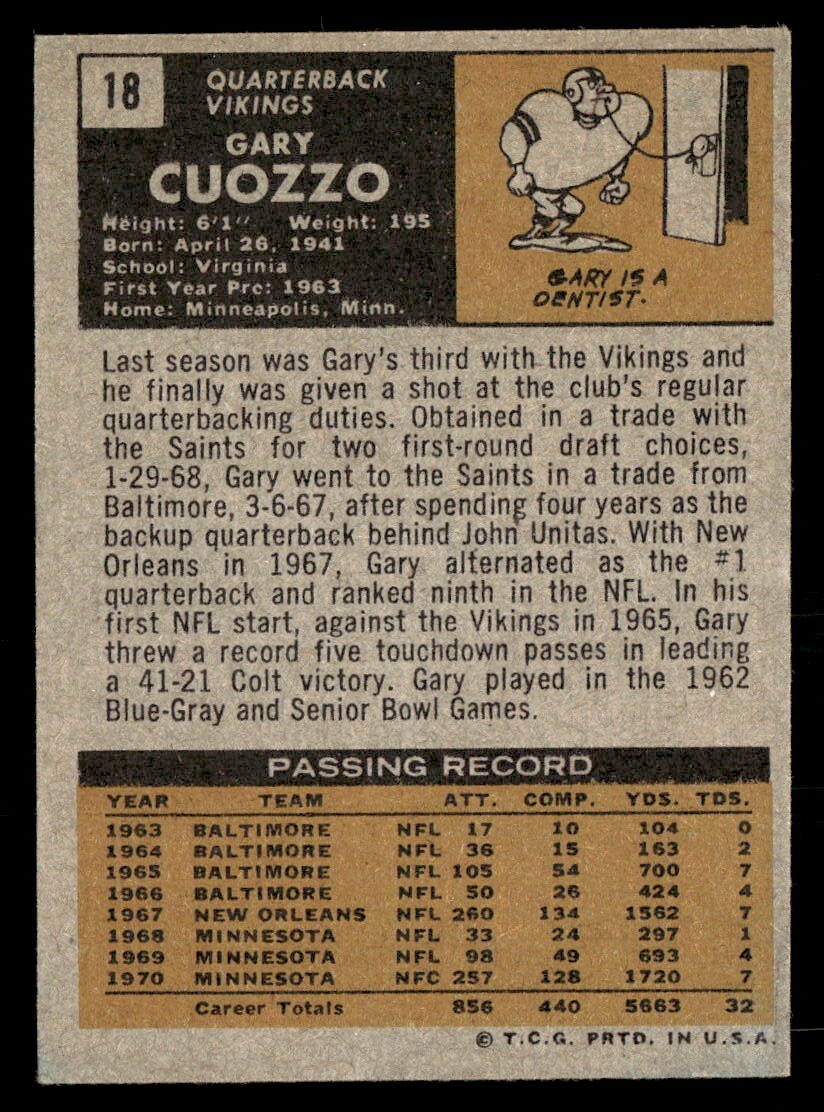 18
QUARTERBACK
VIKINGS
GARY
CUOZZO
Height: 6'1" Weight: 195
Born: April 26, 1941
School: Virginia
First Year Pro: 1963
Home: Minneapolis, Minn.
GARY IS A
DENTIST.
Last season was Gary's third with the Vikings and
he finally was given a shot at the club's regular
quarterbacking duties. Obtained in a trade with
the Saints for two first-round draft choices,
1-29-68, Gary went to the Saints in a trade from
Baltimore, 3-6-67, after spending four years as the
backup quarterback behind John Unitas. With New
Orleans in 1967, Gary alternated as the #1
quarterback and ranked ninth in the NFL. In his
first NFL start, against the Vikings in 1965, Gary
threw a record five touchdown passes in leading
a 41-21 Colt victory. Gary played in the 1962
Blue-Gray and Senior Bowl Games.
PASSING RECORD
YEAR TEAM ATT. COMP. YDS. TDS.
1963 BALTIMORE NFL 17 10 104 0
1964 BALTIMORE NFL 36 15 163 2
1965 BALTIMORE NFL 105 54 700 7
1966 BALTIMORE NFL 50 26 424 4
1967 NEW ORLEANS NFL 260 134 1562 7
1968 MINNESOTA NFL 33 24 297 1
1969 MINNESOTA NFL 98 49 693 4
1970 MINNESOTA NFC 257 128 1720 7
Career Totals 856 440 5663 32
© T.C.G. PRTD. IN U.S.A.